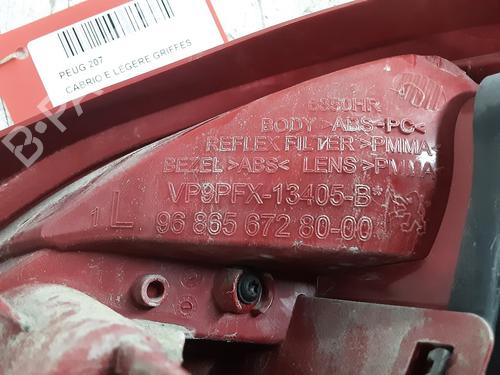 PEUG 207
CABRIO E LEGERE GRIFFES
BODY >ABS-PC<
REFLEX FILTER >PMMA<
BEZEL >ABS< LENS >PMMA
VP9PFX-13405-B*
1 L 96 865 672 80-00